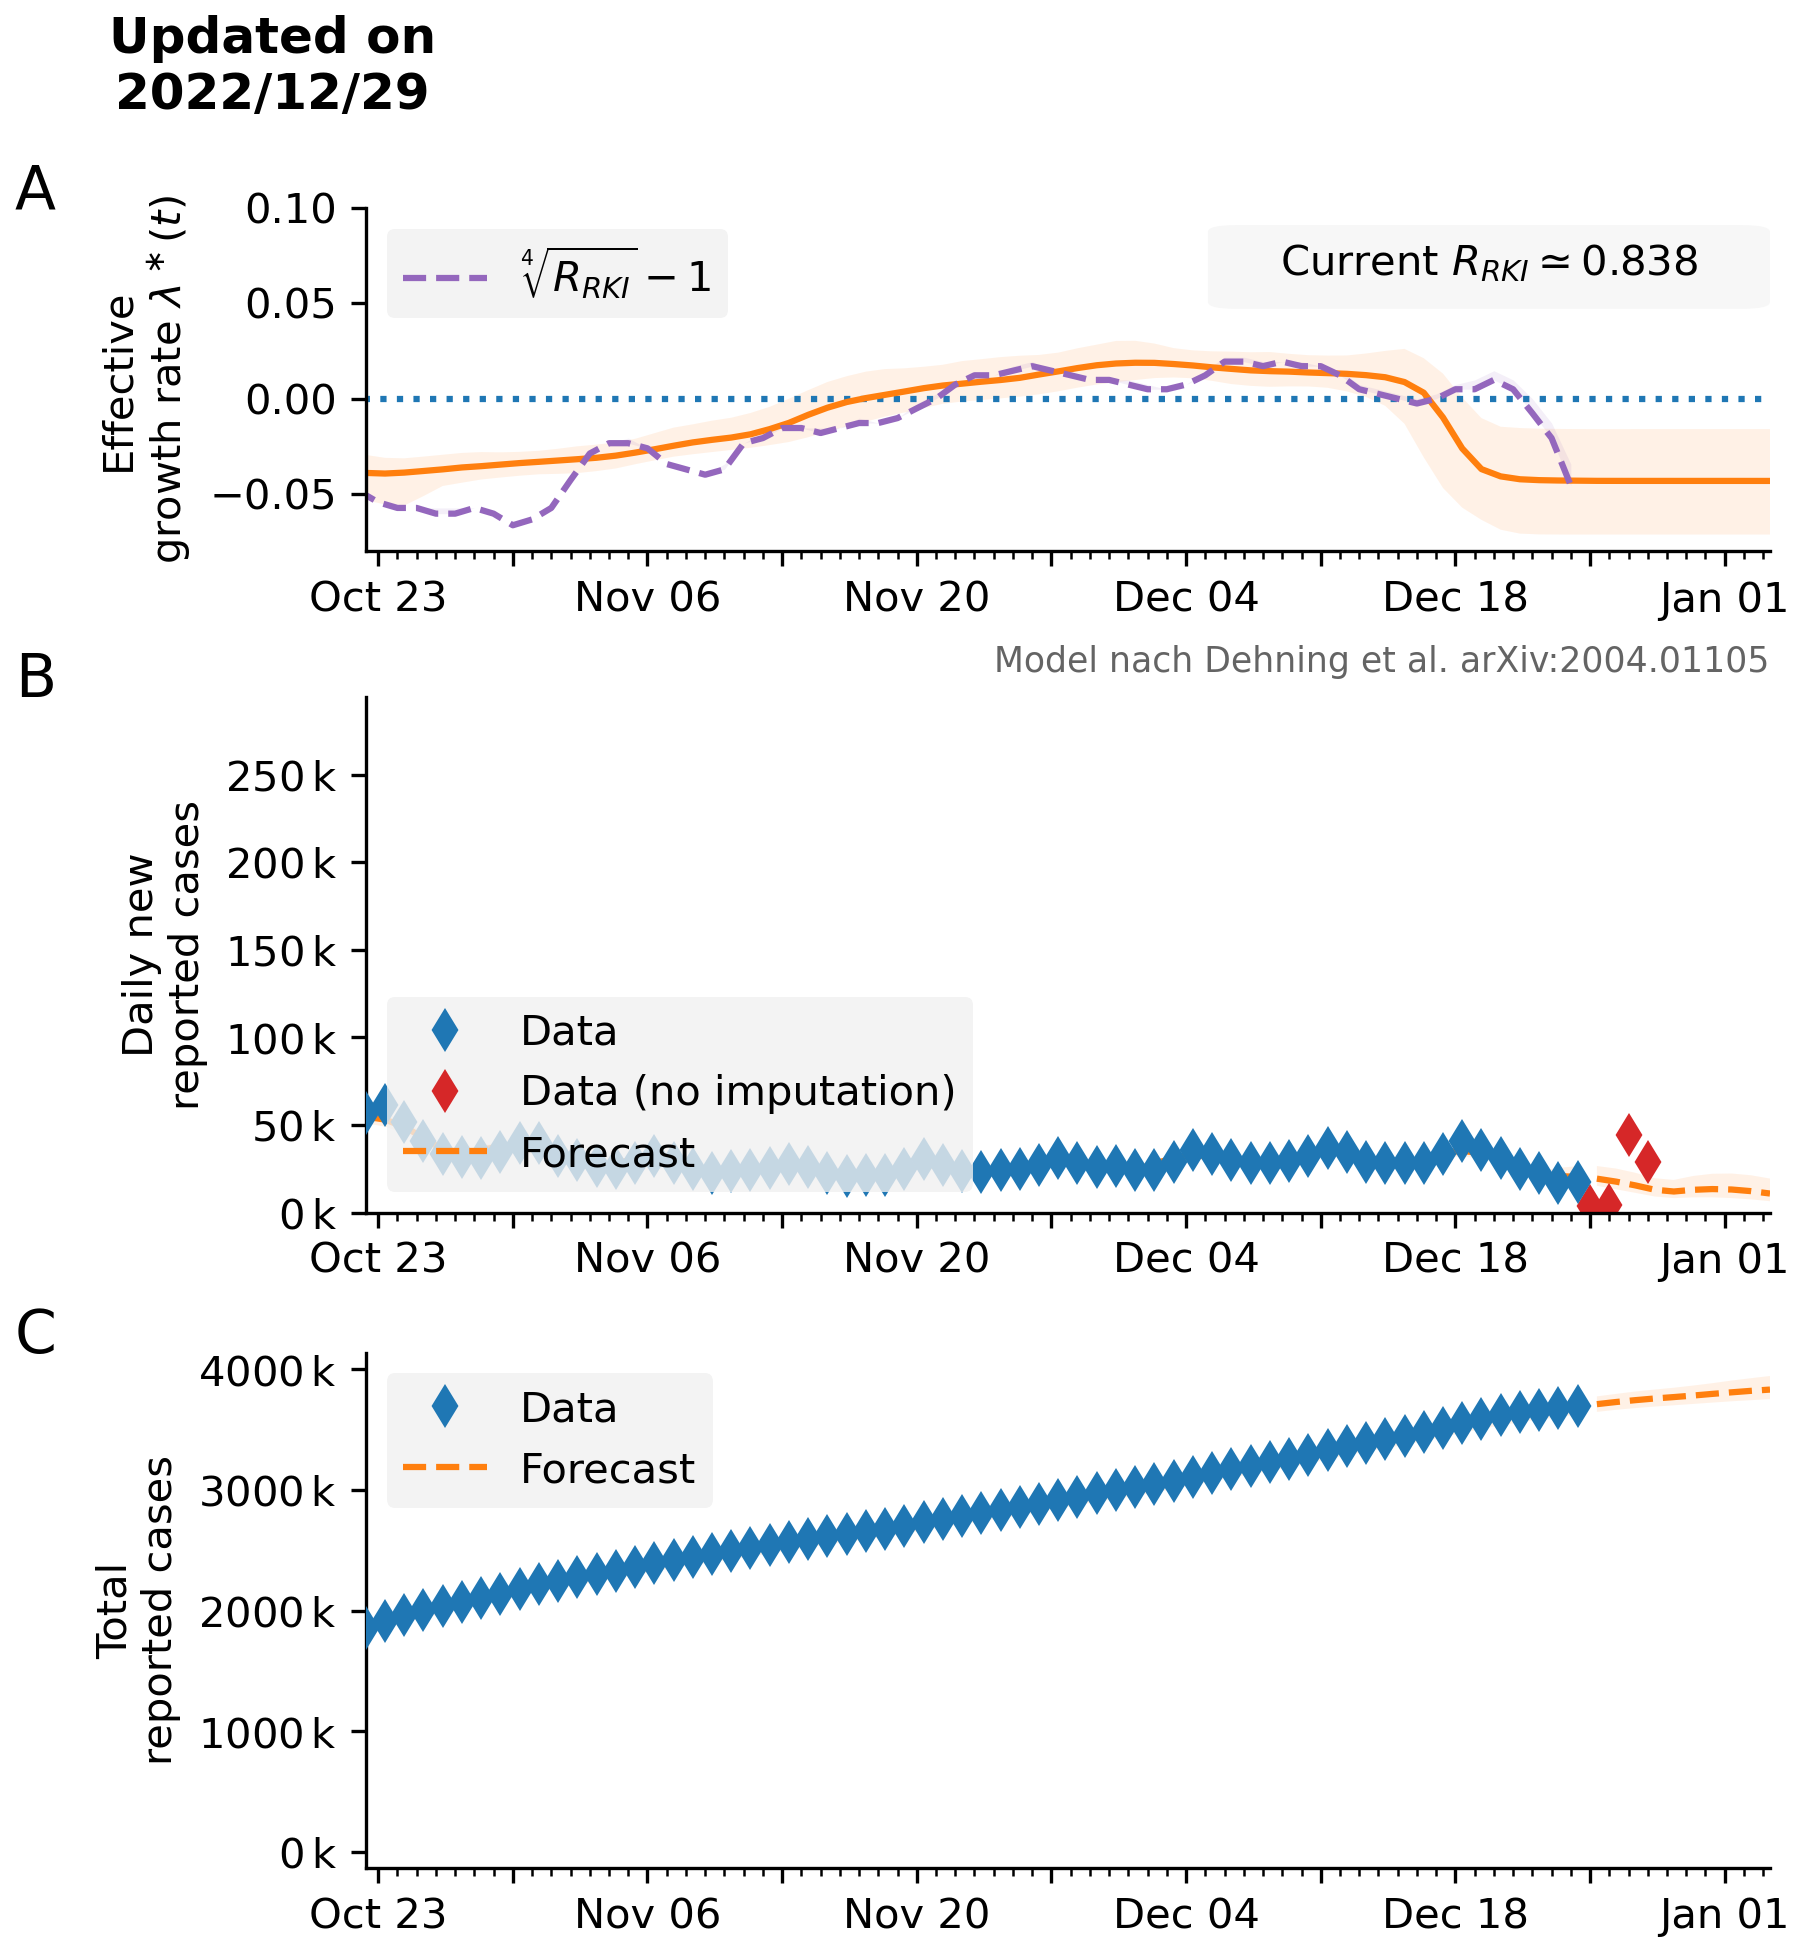 Updated on
2022/12/29
A
Effective
growth rate λ * (t)
0.10
0.05
0.00
−0.05
∜R_RKI − 1
Current R_RKI ≃ 0.838
Oct 23 Nov 06 Nov 20 Dec 04 Dec 18 Jan 01
Model nach Dehning et al. arXiv:2004.01105
B
Daily new
reported cases
250 k
200 k
150 k
100 k
50 k
0 k
Data
Data (no imputation)
Forecast
Oct 23 Nov 06 Nov 20 Dec 04 Dec 18 Jan 01
C
Total
reported cases
4000 k
3000 k
2000 k
1000 k
0 k
Data
Forecast
Oct 23 Nov 06 Nov 20 Dec 04 Dec 18 Jan 01